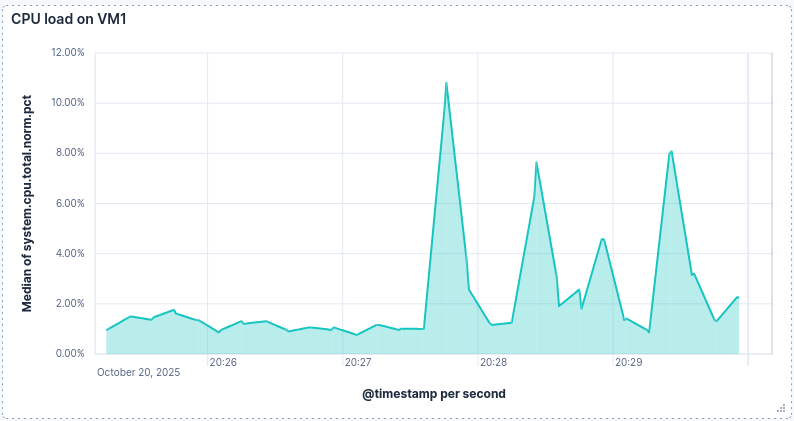 CPU load on VM1
12.00%
10.00%
8.00%
6.00%
4.00%
2.00%
0.00%
Median of system.cpu.total.norm.pct
20:26
20:27
20:28
20:29
October 20, 2025
@timestamp per second